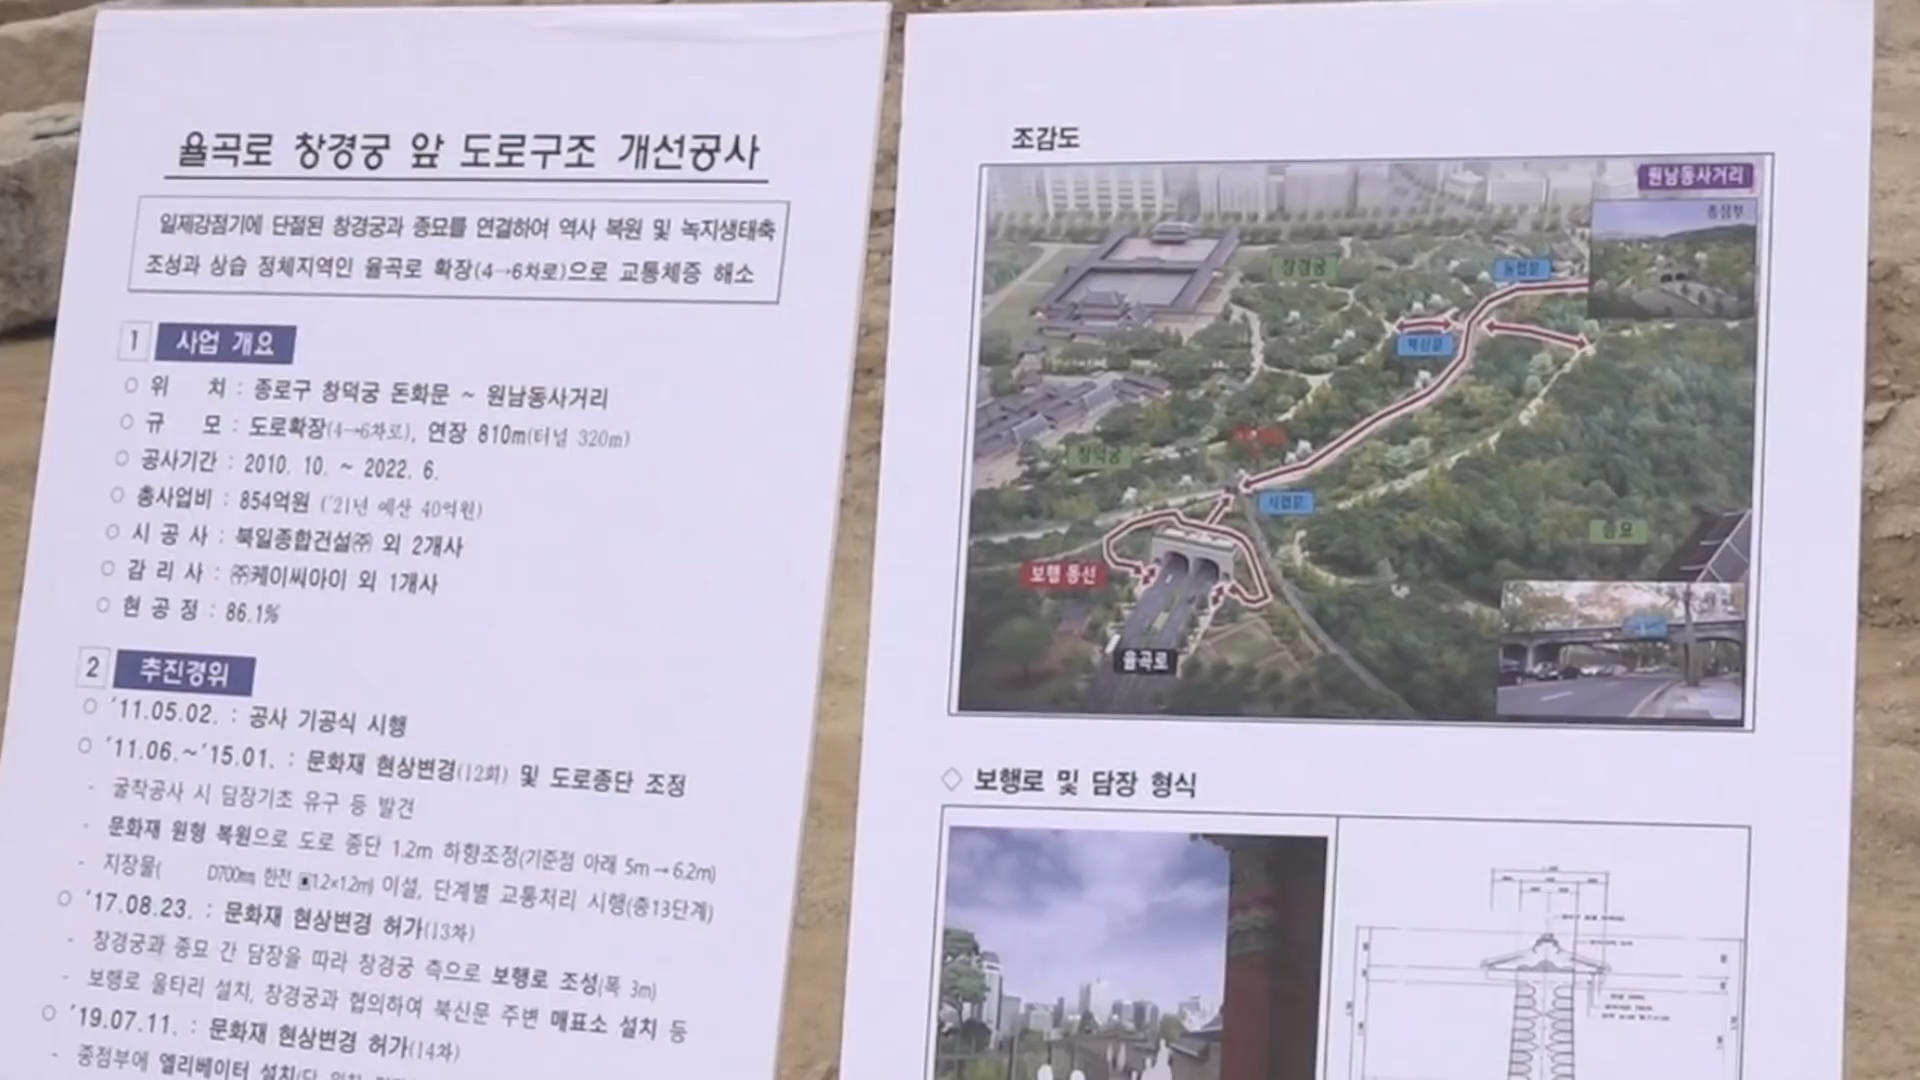 율곡로 창경궁 앞 도로구조 개선공사
일제강점기에 단절된 창경궁과 종묘를 연결하여 역사 복원 및 녹지생태축
조성과 상습 정체지역인 율곡로 확장(4→6차로)으로 교통체증 해소
1 사업 개요
○ 위 치 : 종로구 창덕궁 돈화문 ~ 원남동사거리
○ 규 모 : 도로확장(4→6차로), 연장 810m(터널 320m)
○ 공사기간 : 2010. 10. ~ 2022. 6.
○ 총사업비 : 854억원 ('21년 예산 40억원)
○ 시 공 사 : 북일종합건설㈜ 외 2개사
○ 감 리 사 : ㈜케이씨아이 외 1개사
○ 현 공 정 : 86.1%
2 추진경위
○ '11.05.02. : 공사 기공식 시행
○ '11.06.~'15.01. : 문화재 현상변경(12회) 및 도로종단 조정
- 굴착공사 시 담장기초 유구 등 발견
- 문화재 원형 복원으로 도로 종단 1.2m 하향조정(기준점 아래 5m→6.2m)
- 지장물( D700㎜ 한전 ▣1.2×1.2m) 이설, 단계별 교통처리 시행(총13단계)
○ '17.08.23. : 문화재 현상변경 허가(13차)
- 창경궁과 종묘 간 담장을 따라 창경궁 측으로 보행로 조성(폭 3m)
- 보행로 울타리 설치, 창경궁과 협의하여 북신문 주변 매표소 설치 등
○ '19.07.11. : 문화재 현상변경 허가(14차)
- 종점부에 엘리베이터 설치
조감도
원남동사거리
종점부
창경궁
북신문
창덕궁
종묘
보행 동선
율곡로
◇ 보행로 및 담장 형식